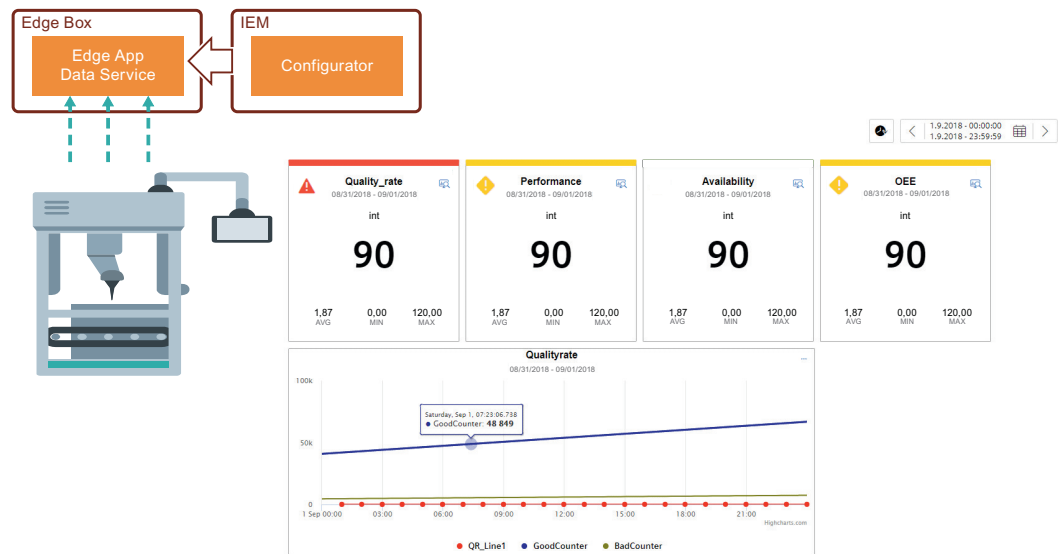 Edge Box
IEM
Edge App
Data Service
Configurator
1.9.2018 - 00:00:00
1.9.2018 - 23:59:59
Quality_rate
08/31/2018 - 09/01/2018
int
90
1,87
AVG
0,00
MIN
120,00
MAX
Performance
08/31/2018 - 09/01/2018
int
90
1,87
AVG
0,00
MIN
120,00
MAX
Availability
08/31/2018 - 09/01/2018
int
90
1,87
AVG
0,00
MIN
120,00
MAX
OEE
08/31/2018 - 09/01/2018
int
90
1,87
AVG
0,00
MIN
120,00
MAX
Qualityrate
08/31/2018 - 09/01/2018
...
100k
Saturday, Sep 1, 07:23:06.738
● GoodCounter: 48 849
50k
0
1 Sep 00:00 03:00 06:00 09:00 12:00 15:00 18:00 21:00
Highcharts.com
QR_Line1 GoodCounter BadCounter